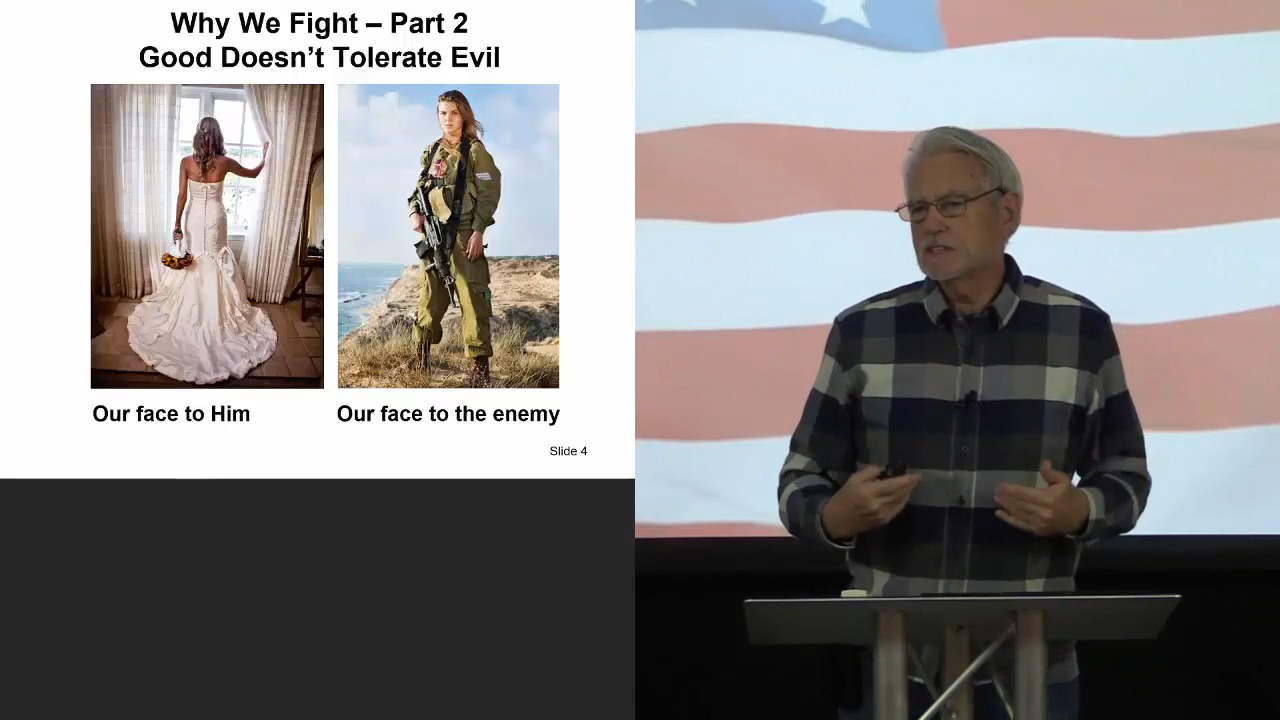 Why We Fight – Part 2
Good Doesn’t Tolerate Evil
Our face to Him
Our face to the enemy
Slide 4